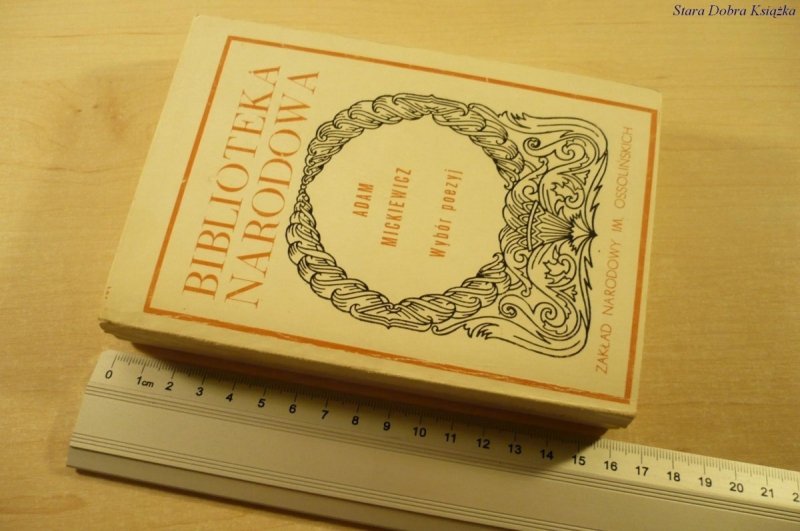 Stara Dobra Książka
BIBLIOTEKA
NARODOWA
ADAM
MICKIEWICZ
Wybór poezyj
ZAKŁAD NARODOWY IM. OSSOLIŃSKICH
0 1cm 2 3 4 5 6 7 8 9 10 11 12 13 14 15 16 17 18 19 20 21 2